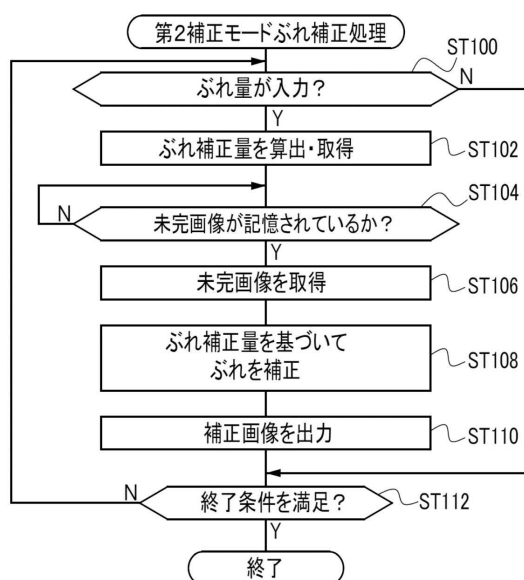 第2補正モードぶれ補正処理
ST100
ぶれ量が入力?
N
Y
ぶれ補正量を算出・取得
ST102
ST104
N
未完画像が記憶されているか?
Y
未完画像を取得
ST106
ぶれ補正量を基づいて
ぶれを補正
ST108
補正画像を出力
ST110
N
終了条件を満足?
ST112
Y
終了